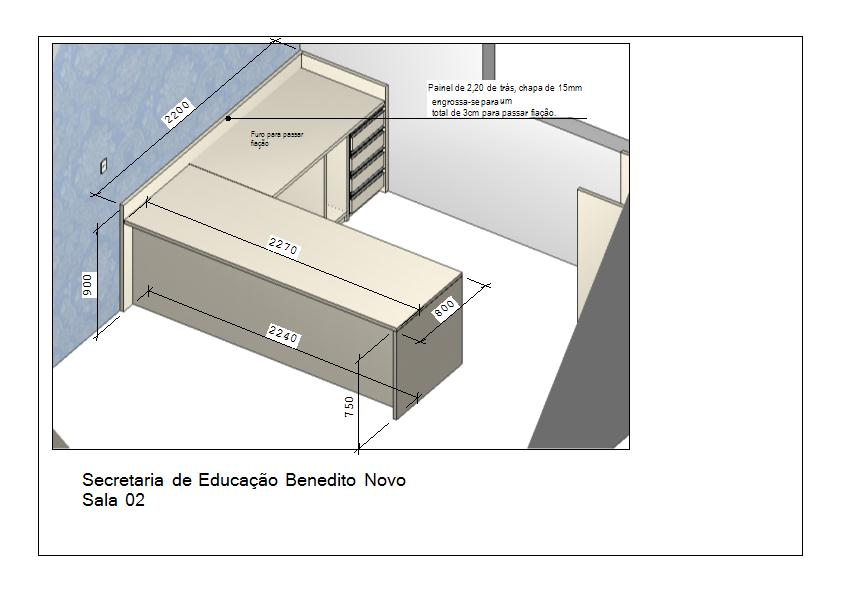 Painel de 2,20 de trás, chapa de 15mm
engrossa-se para um
total de 3cm para passar fiação.
2200
Furo para passar
fiação
2270
900
800
2240
750
Secretaria de Educação Benedito Novo
Sala 02